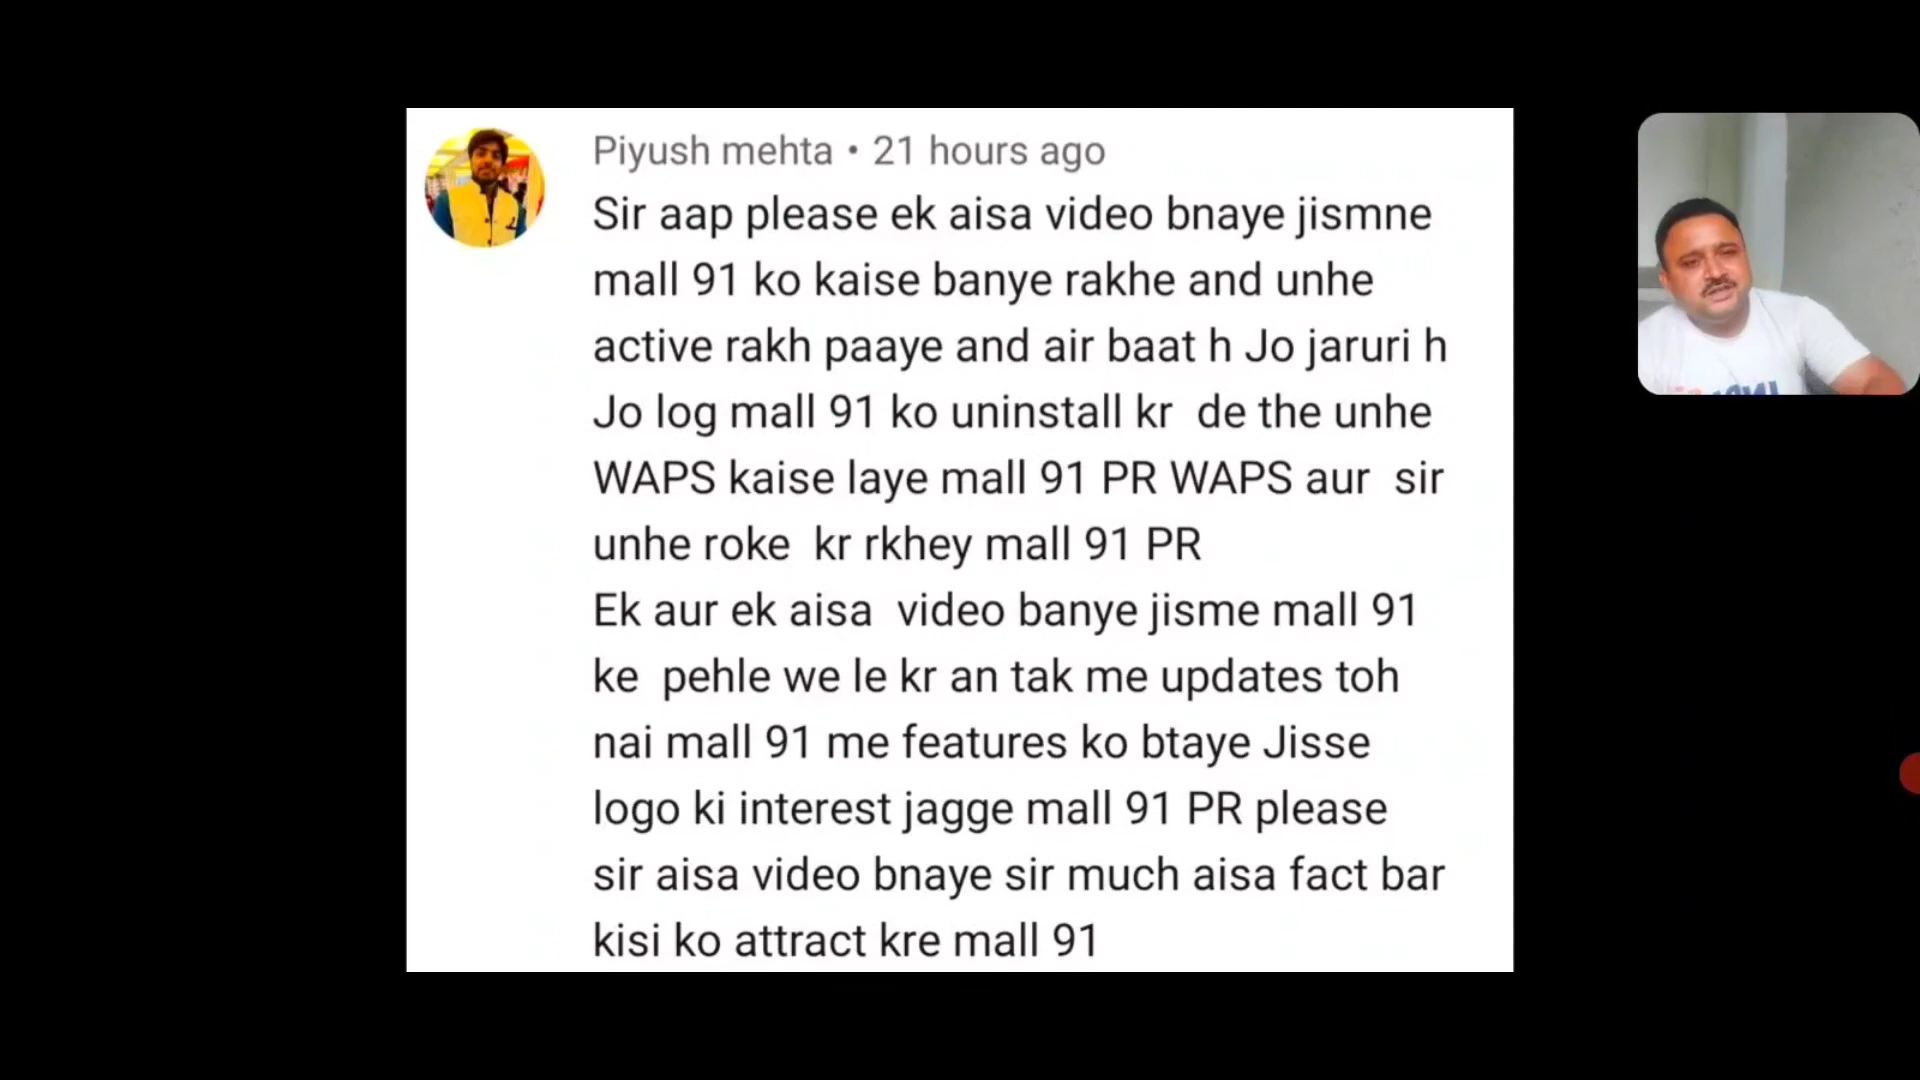 Piyush mehta • 21 hours ago
Sir aap please ek aisa video bnaye jismne
mall 91 ko kaise banye rakhe and unhe
active rakh paaye and air baat h Jo jaruri h
Jo log mall 91 ko uninstall kr de the unhe
WAPS kaise laye mall 91 PR WAPS aur sir
unhe roke kr rkhey mall 91 PR
Ek aur ek aisa video banye jisme mall 91
ke pehle we le kr an tak me updates toh
nai mall 91 me features ko btaye Jisse
logo ki interest jagge mall 91 PR please
sir aisa video bnaye sir much aisa fact bar
kisi ko attract kre mall 91